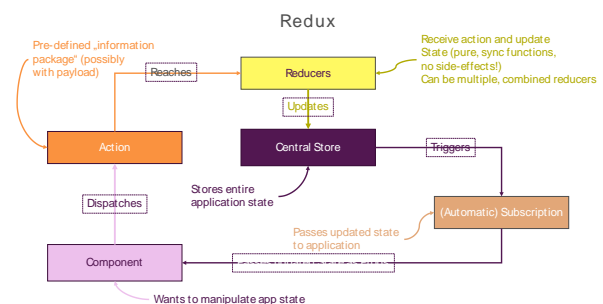 Redux
Pre-defined „information
package“ (possibly
with payload)
Reaches
Reducers
Receive action and update
State (pure, sync functions,
no side-effects!)
Can be multiple, combined reducers
Updates
Action
Central Store
Triggers
Stores entire
application state
Dispatches
(Automatic) Subscription
Passes updated state
to application
Component
Wants to manipulate app state